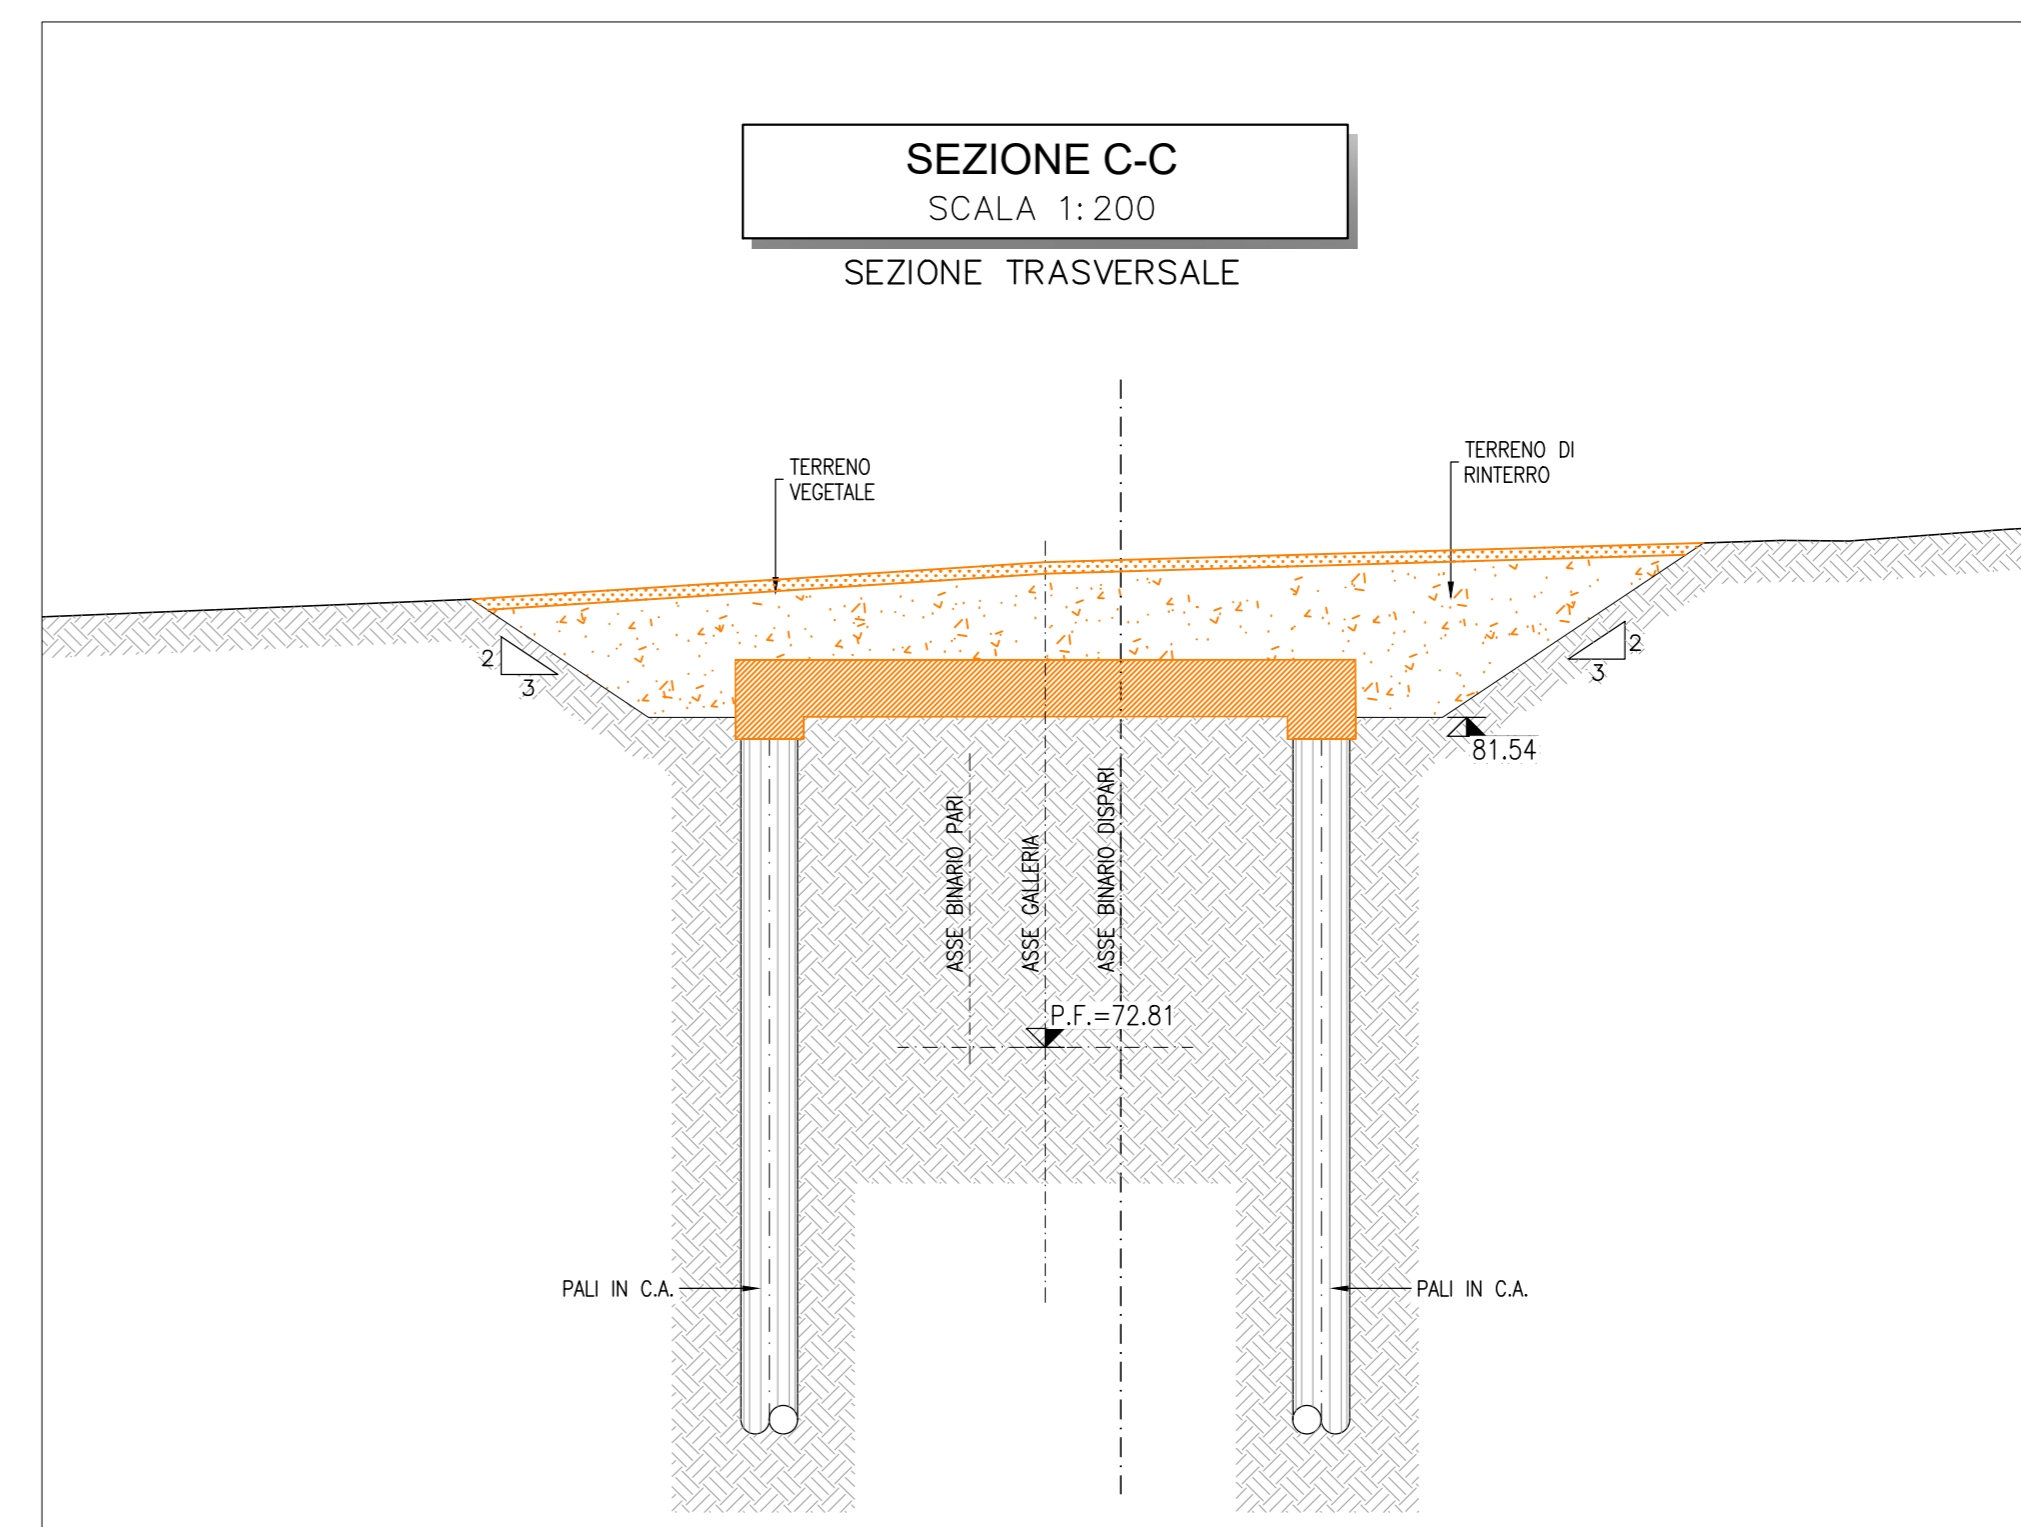 SEZIONE C-C
SCALA 1:200
SEZIONE TRASVERSALE
TERRENO
VEGETALE
TERRENO DI
RINTERRO
2
3
2
3
81.54
ASSE BINARIO PARI
ASSE GALLERIA
ASSE BINARIO DISPARI
P.F.=72.81
PALI IN C.A.
PALI IN C.A.